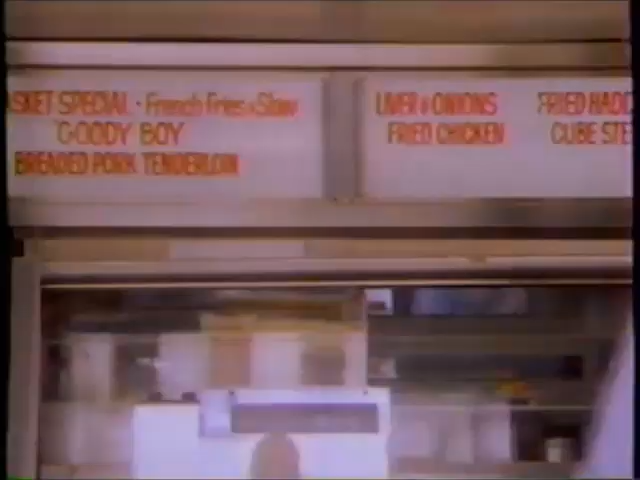 SKET SPECIAL · French Fries & Slaw
GOODY BOY
BREADED PORK TENDERLOIN
LIVER & ONIONS
FRIED CHICKEN
FRIED HADD
CUBE STE